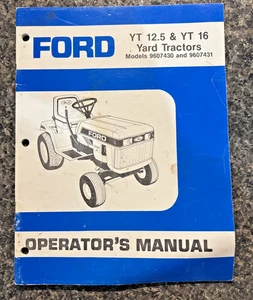 FORD
YT 12.5 & YT 16
Yard Tractors
Models 9607430 and 9607431
FORD
OPERATOR'S MANUAL